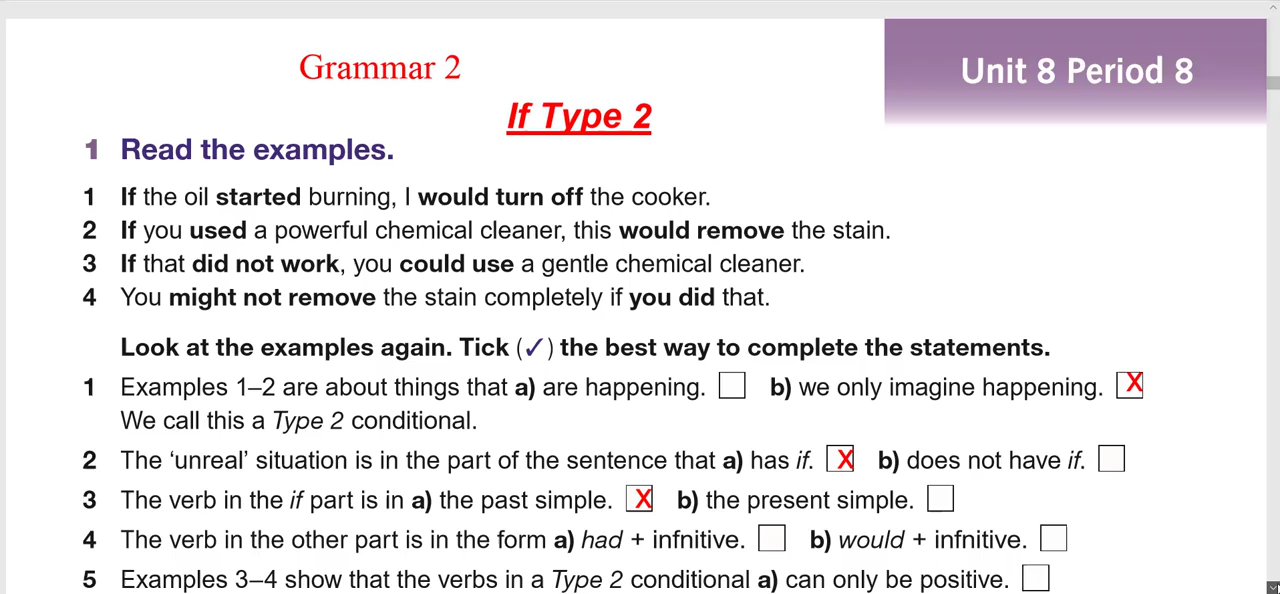 Grammar 2
Unit 8 Period 8
If Type 2
1 Read the examples.
1 If the oil started burning, I would turn off the cooker.
2 If you used a powerful chemical cleaner, this would remove the stain.
3 If that did not work, you could use a gentle chemical cleaner.
4 You might not remove the stain completely if you did that.
Look at the examples again. Tick (✓) the best way to complete the statements.
1 Examples 1–2 are about things that a) are happening. ☐ b) we only imagine happening. X
We call this a Type 2 conditional.
2 The ‘unreal’ situation is in the part of the sentence that a) has if. X b) does not have if. ☐
3 The verb in the if part is in a) the past simple. X b) the present simple. ☐
4 The verb in the other part is in the form a) had + infnitive. ☐ b) would + infnitive. ☐
5 Examples 3–4 show that the verbs in a Type 2 conditional a) can only be positive. ☐